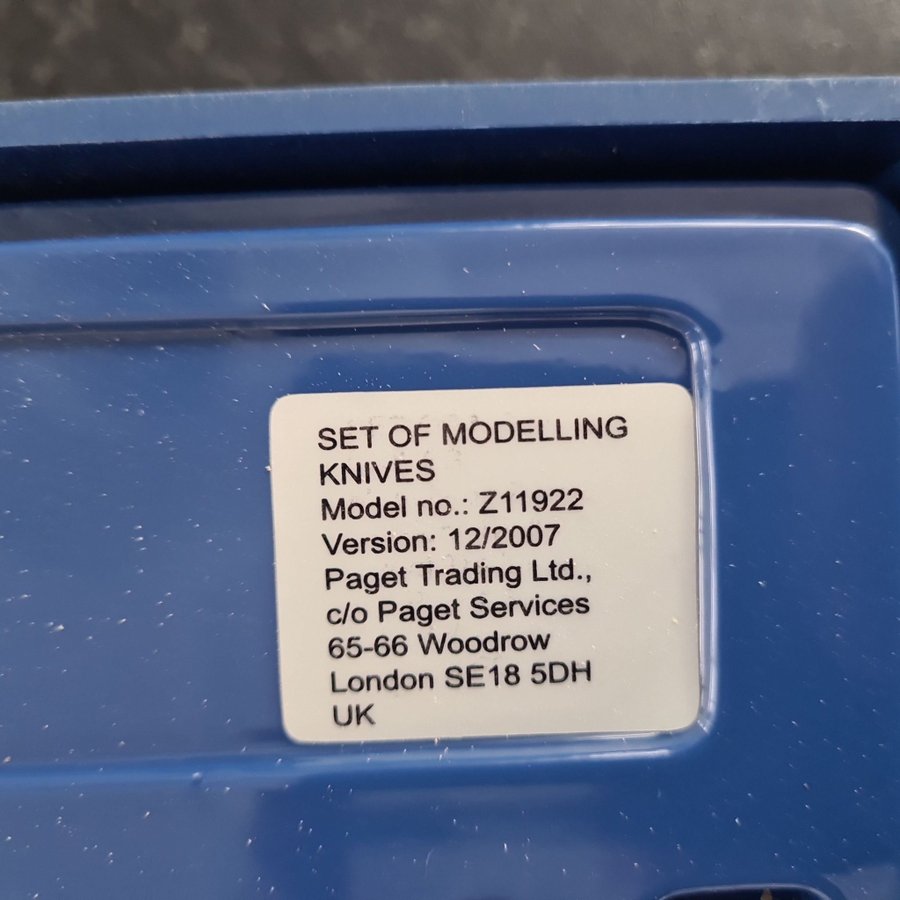 SET OF MODELLING
KNIVES
Model no.: Z11922
Version: 12/2007
Paget Trading Ltd.,
c/o Paget Services
65-66 Woodrow
London SE18 5DH
UK